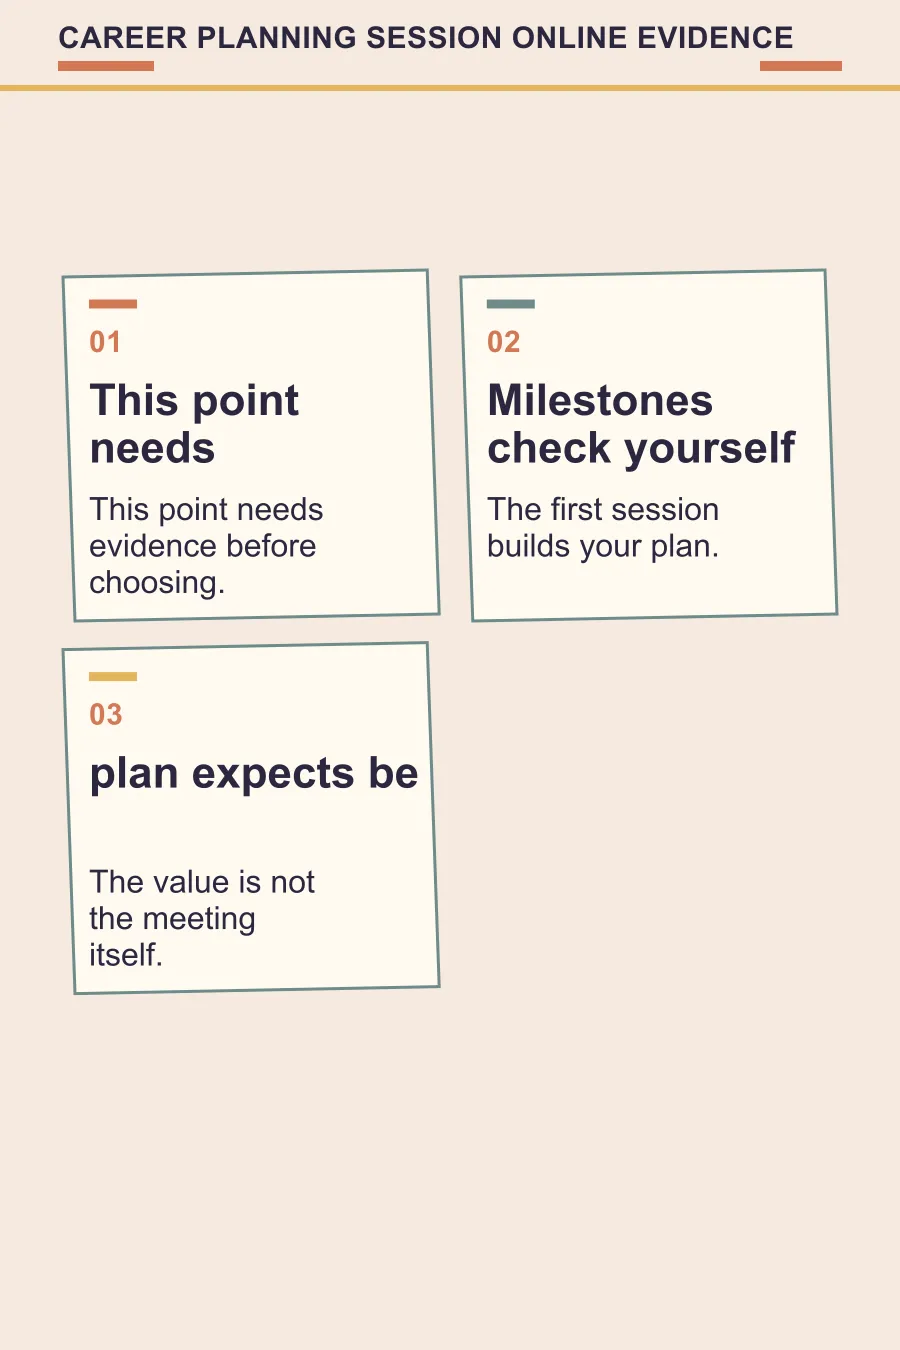 CAREER PLANNING SESSION ONLINE EVIDENCE
01
This point
needs
This point needs
evidence before
choosing.
02
Milestones
check yourself
The first session
builds your plan.
03
plan expects be
The value is not
the meeting
itself.